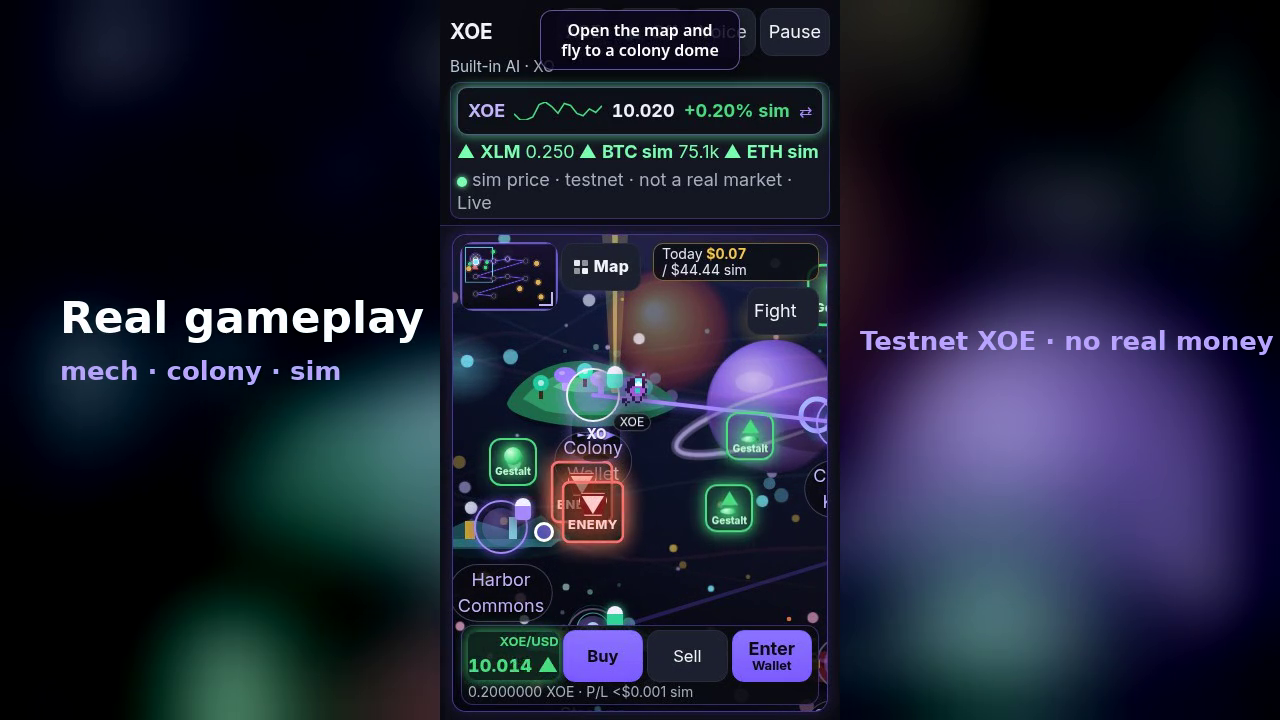 XOE
Open the map and
fly to a colony dome
Pause
Built-in AI · XO
XOE 10.020 +0.20% sim ⇄
▲ XLM 0.250 ▲ BTC sim 75.1k ▲ ETH sim
sim price · testnet · not a real market ·
Live
Map
Today $0.07
/ $44.44 sim
Fight
Real gameplay
mech · colony · sim
Testnet XOE · no real money
XOE
XO
Colony
Wallet
Gestalt
Gestalt
Gestalt
ENEMY
Harbor
Commons
XOE/USD
10.014 ▲
Buy
Sell
Enter
Wallet
0.2000000 XOE · P/L <$0.001 sim